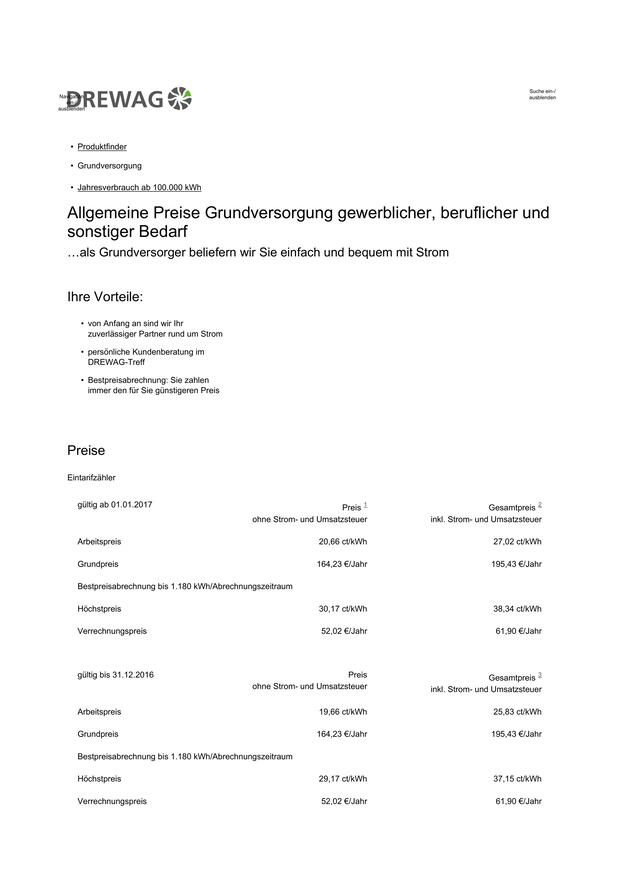 Navigation
DREWAG
ausblenden
Suche ein-/
ausblenden
• Produktfinder
• Grundversorgung
• Jahresverbrauch ab 100.000 kWh
Allgemeine Preise Grundversorgung gewerblicher, beruflicher und
sonstiger Bedarf
…als Grundversorger beliefern wir Sie einfach und bequem mit Strom
Ihre Vorteile:
• von Anfang an sind wir Ihr
zuverlässiger Partner rund um Strom
• persönliche Kundenberatung im
DREWAG-Treff
• Bestpreisabrechnung: Sie zahlen
immer den für Sie günstigeren Preis
Preise
Eintarifzähler
gültig ab 01.01.2017 Preis 1 Gesamtpreis 2
ohne Strom- und Umsatzsteuer inkl. Strom- und Umsatzsteuer
Arbeitspreis 20,66 ct/kWh 27,02 ct/kWh
Grundpreis 164,23 €/Jahr 195,43 €/Jahr
Bestpreisabrechnung bis 1.180 kWh/Abrechnungszeitraum
Höchstpreis 30,17 ct/kWh 38,34 ct/kWh
Verrechnungspreis 52,02 €/Jahr 61,90 €/Jahr
gültig bis 31.12.2016 Preis Gesamtpreis 3
ohne Strom- und Umsatzsteuer inkl. Strom- und Umsatzsteuer
Arbeitspreis 19,66 ct/kWh 25,83 ct/kWh
Grundpreis 164,23 €/Jahr 195,43 €/Jahr
Bestpreisabrechnung bis 1.180 kWh/Abrechnungszeitraum
Höchstpreis 29,17 ct/kWh 37,15 ct/kWh
Verrechnungspreis 52,02 €/Jahr 61,90 €/Jahr